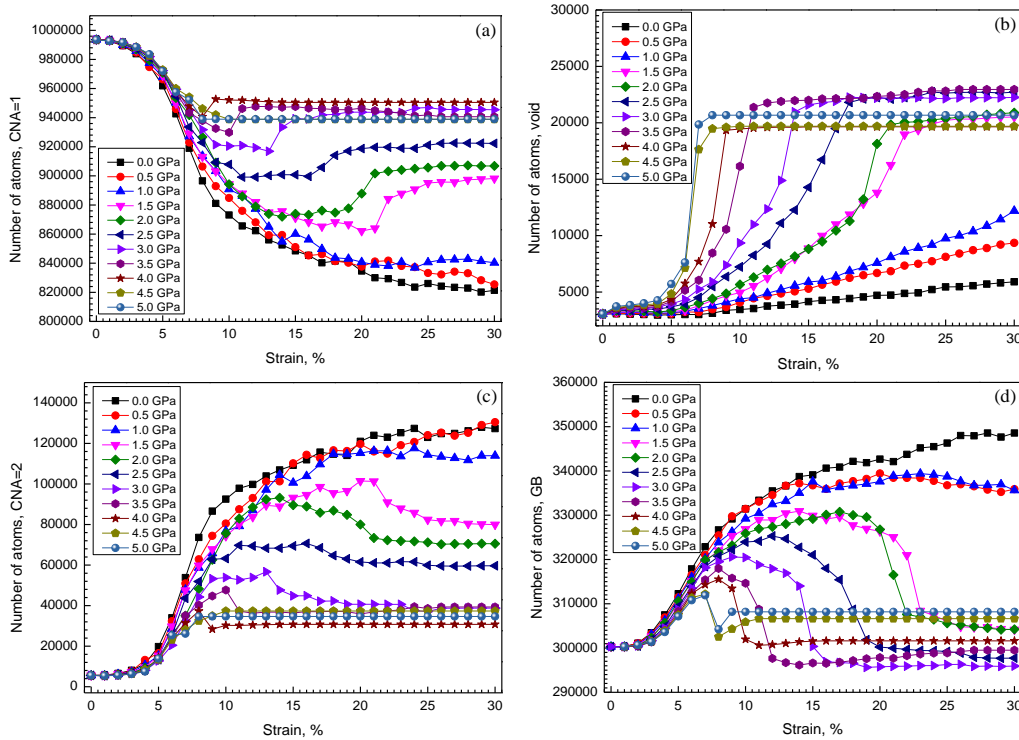 (a)
Number of atoms, CNA=1
1000000
980000
960000
940000
920000
900000
880000
860000
840000
820000
800000
0.0 GPa
0.5 GPa
1.0 GPa
1.5 GPa
2.0 GPa
2.5 GPa
3.0 GPa
3.5 GPa
4.0 GPa
4.5 GPa
5.0 GPa
0 5 10 15 20 25 30
Strain, %
(b)
Number of atoms, void
30000
25000
20000
15000
10000
5000
0.0 GPa
0.5 GPa
1.0 GPa
1.5 GPa
2.0 GPa
2.5 GPa
3.0 GPa
3.5 GPa
4.0 GPa
4.5 GPa
5.0 GPa
0 5 10 15 20 25 30
Strain, %
(c)
Number of atoms, CNA=2
140000
120000
100000
80000
60000
40000
20000
0
0.0 GPa
0.5 GPa
1.0 GPa
1.5 GPa
2.0 GPa
2.5 GPa
3.0 GPa
3.5 GPa
4.0 GPa
4.5 GPa
5.0 GPa
0 5 10 15 20 25 30
Strain, %
(d)
Number of atoms, GB
360000
350000
340000
330000
320000
310000
300000
290000
0.0 GPa
0.5 GPa
1.0 GPa
1.5 GPa
2.0 GPa
2.5 GPa
3.0 GPa
3.5 GPa
4.0 GPa
4.5 GPa
5.0 GPa
0 5 10 15 20 25 30
Strain, %